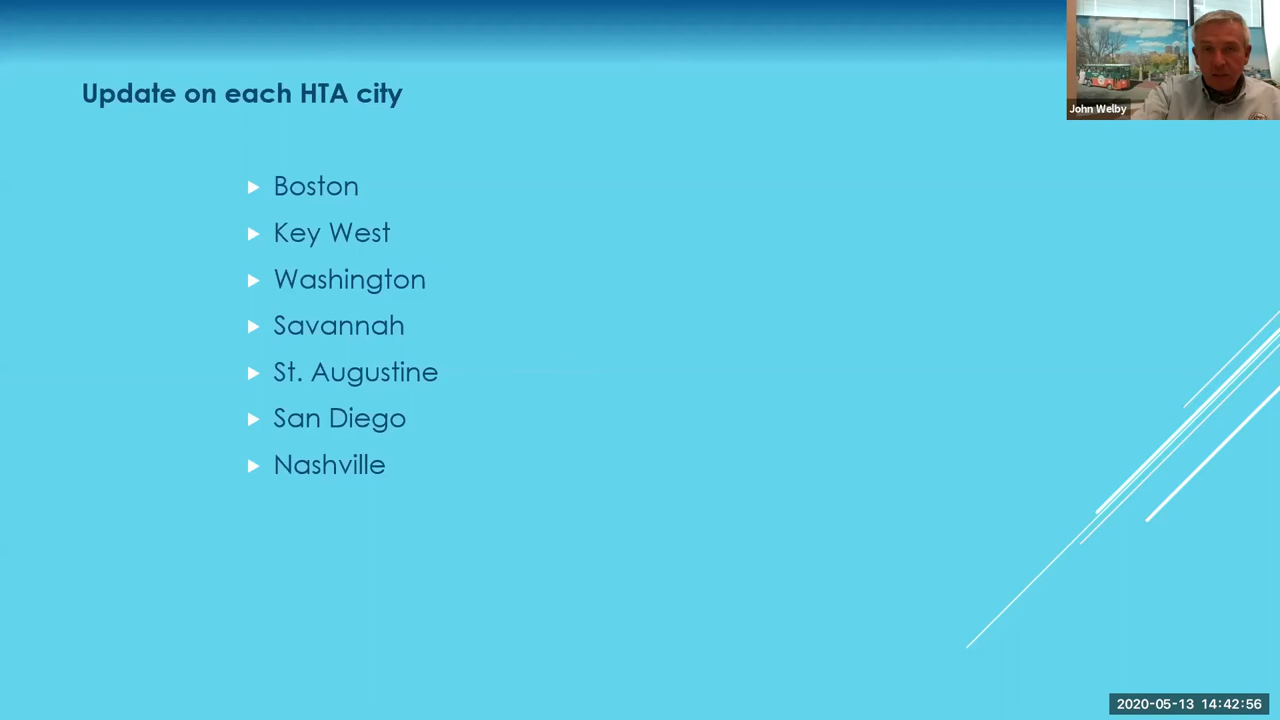 Update on each HTA city
John Welby
Boston
Key West
Washington
Savannah
St. Augustine
San Diego
Nashville
2020-05-13 14:42:56